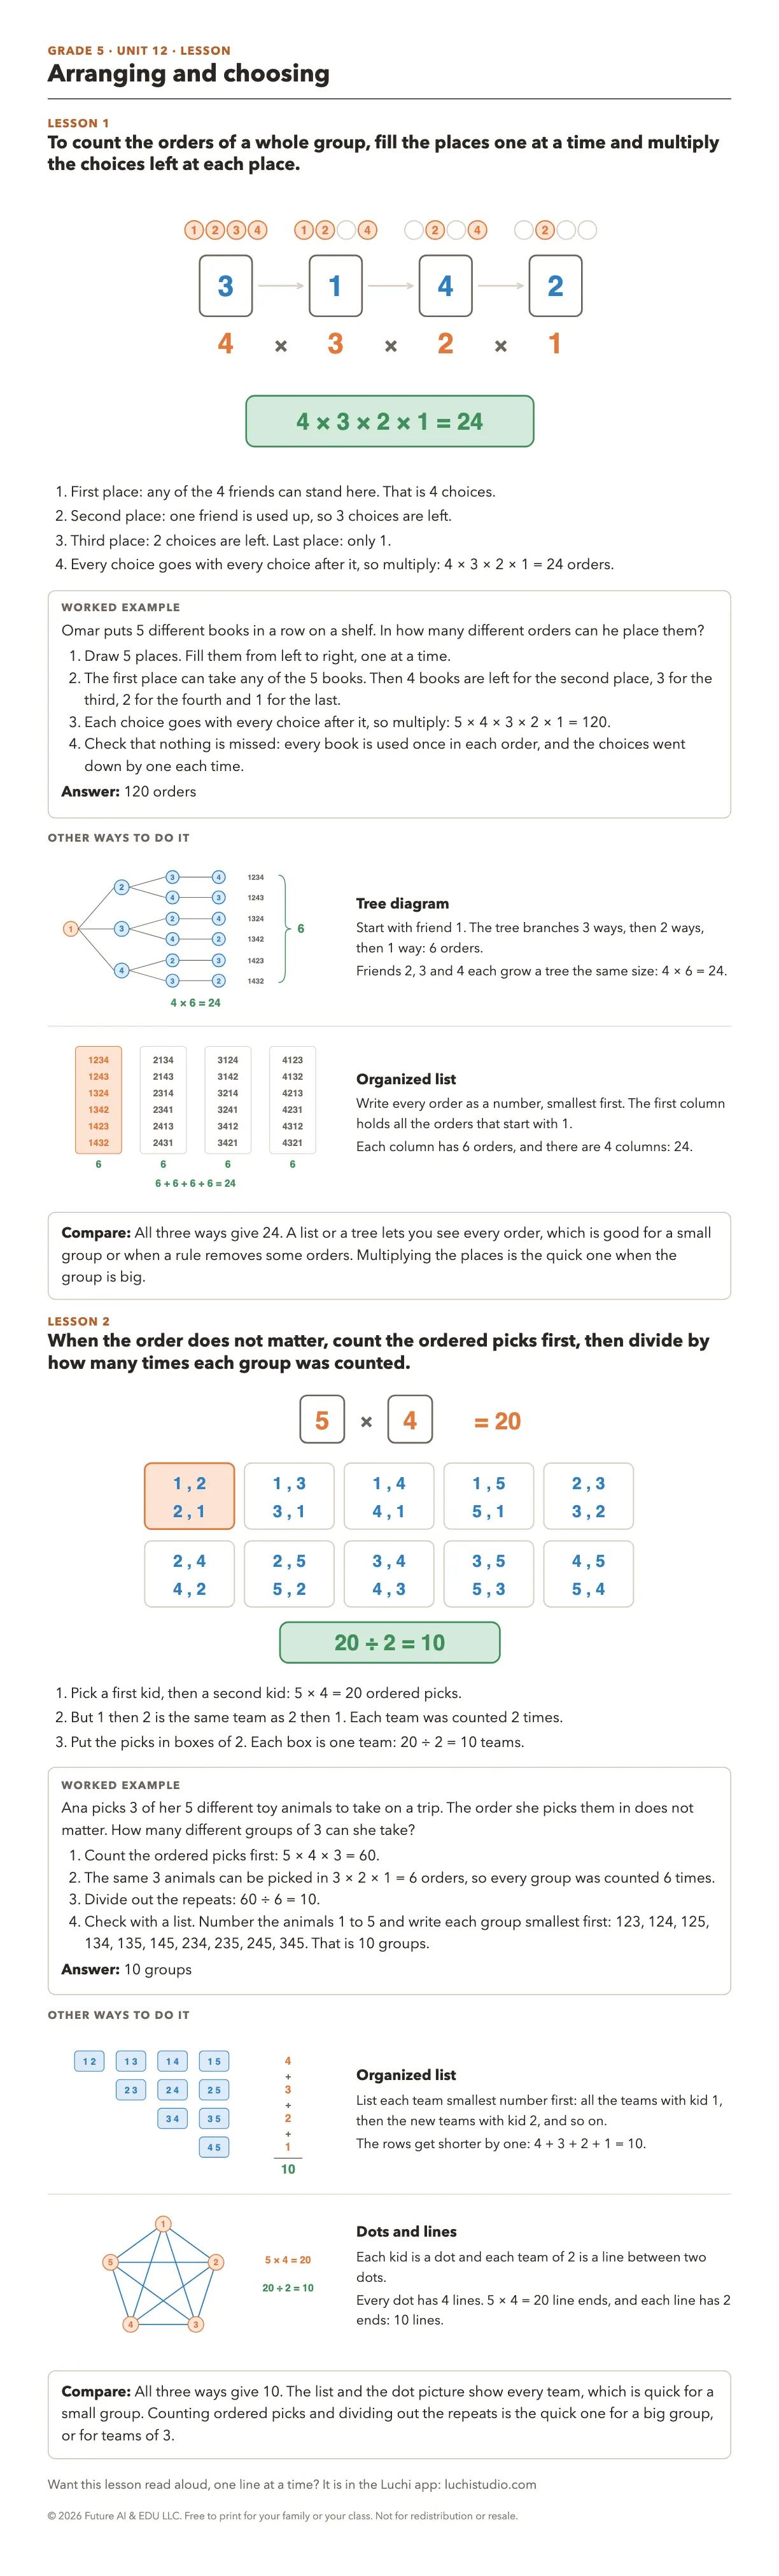 GRADE 5 · UNIT 12 · LESSON
Arranging and choosing
LESSON 1
To count the orders of a whole group, fill the places one at a time and multiply
the choices left at each place.
1 2 3 4 1 2 4 2 4 2
3 1 4 2
4 × 3 × 2 × 1
4 × 3 × 2 × 1 = 24
1. First place: any of the 4 friends can stand here. That is 4 choices.
2. Second place: one friend is used up, so 3 choices are left.
3. Third place: 2 choices are left. Last place: only 1.
4. Every choice goes with every choice after it, so multiply: 4 × 3 × 2 × 1 = 24 orders.
WORKED EXAMPLE
Omar puts 5 different books in a row on a shelf. In how many different orders can he place them?
1. Draw 5 places. Fill them from left to right, one at a time.
2. The first place can take any of the 5 books. Then 4 books are left for the second place, 3 for the
third, 2 for the fourth and 1 for the last.
3. Each choice goes with every choice after it, so multiply: 5 × 4 × 3 × 2 × 1 = 120.
4. Check that nothing is missed: every book is used once in each order, and the choices went
down by one each time.
Answer: 120 orders
OTHER WAYS TO DO IT
3 4 1234
2
4 3 1243
2 4 1324
1 3 6
4 2 1342
2 3 1423
4
3 2 1432
4 × 6 = 24
Tree diagram
Start with friend 1. The tree branches 3 ways, then 2 ways,
then 1 way: 6 orders.
Friends 2, 3 and 4 each grow a tree the same size: 4 × 6 = 24.
1234 2134 3124 4123
1243 2143 3142 4132
1324 2314 3214 4213
1342 2341 3241 4231
1423 2413 3412 4312
1432 2431 3421 4321
6 6 6 6
6 + 6 + 6 + 6 = 24
Organized list
Write every order as a number, smallest first. The first column
holds all the orders that start with 1.
Each column has 6 orders, and there are 4 columns: 24.
Compare: All three ways give 24. A list or a tree lets you see every order, which is good for a small
group or when a rule removes some orders. Multiplying the places is the quick one when the
group is big.
LESSON 2
When the order does not matter, count the ordered picks first, then divide by
how many times each group was counted.
5 × 4 = 20
1 , 2 1 , 3 1 , 4 1 , 5 2 , 3
2 , 1 3 , 1 4 , 1 5 , 1 3 , 2
2 , 4 2 , 5 3 , 4 3 , 5 4 , 5
4 , 2 5 , 2 4 , 3 5 , 3 5 , 4
20 ÷ 2 = 10
1. Pick a first kid, then a second kid: 5 × 4 = 20 ordered picks.
2. But 1 then 2 is the same team as 2 then 1. Each team was counted 2 times.
3. Put the picks in boxes of 2. Each box is one team: 20 ÷ 2 = 10 teams.
WORKED EXAMPLE
Ana picks 3 of her 5 different toy animals to take on a trip. The order she picks them in does not
matter. How many different groups of 3 can she take?
1. Count the ordered picks first: 5 × 4 × 3 = 60.
2. The same 3 animals can be picked in 3 × 2 × 1 = 6 orders, so every group was counted 6 times.
3. Divide out the repeats: 60 ÷ 6 = 10.
4. Check with a list. Number the animals 1 to 5 and write each group smallest first: 123, 124, 125,
134, 135, 145, 234, 235, 245, 345. That is 10 groups.
Answer: 10 groups
OTHER WAYS TO DO IT
1 2 1 3 1 4 1 5 4
+
2 3 2 4 2 5 3
+
3 4 3 5 2
+
4 5 1
10
Organized list
List each team smallest number first: all the teams with kid 1,
then the new teams with kid 2, and so on.
The rows get shorter by one: 4 + 3 + 2 + 1 = 10.
1
5 2
4 3
5 × 4 = 20
20 ÷ 2 = 10
Dots and lines
Each kid is a dot and each team of 2 is a line between two
dots.
Every dot has 4 lines. 5 × 4 = 20 line ends, and each line has 2
ends: 10 lines.
Compare: All three ways give 10. The list and the dot picture show every team, which is quick for a
small group. Counting ordered picks and dividing out the repeats is the quick one for a big group,
or for teams of 3.
Want this lesson read aloud, one line at a time? It is in the Luchi app: luchistudio.com
© 2026 Future AI & EDU LLC. Free to print for your family or your class. Not for redistribution or resale.